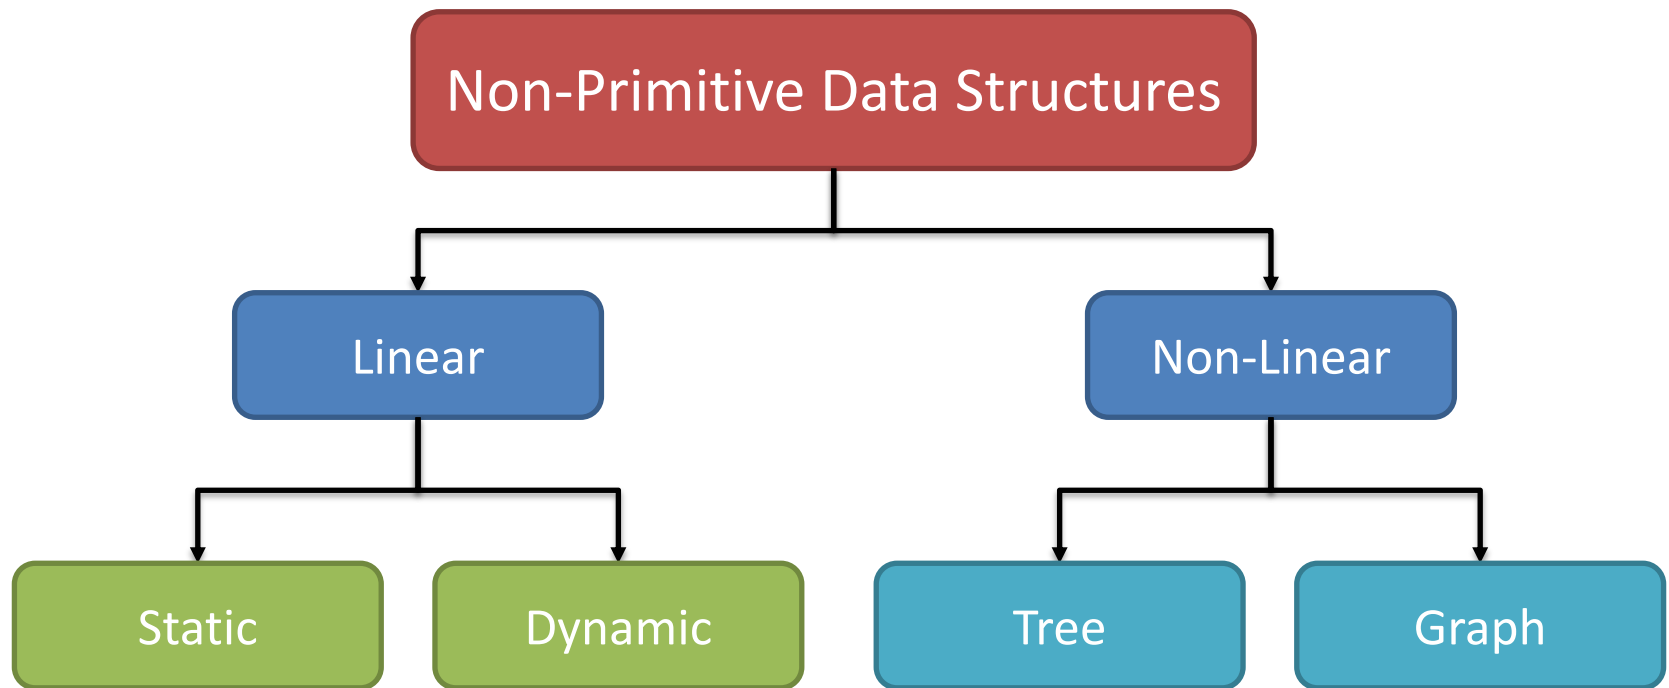 Non-Primitive Data Structures
Linear
Non-Linear
Static
Dynamic
Tree
Graph